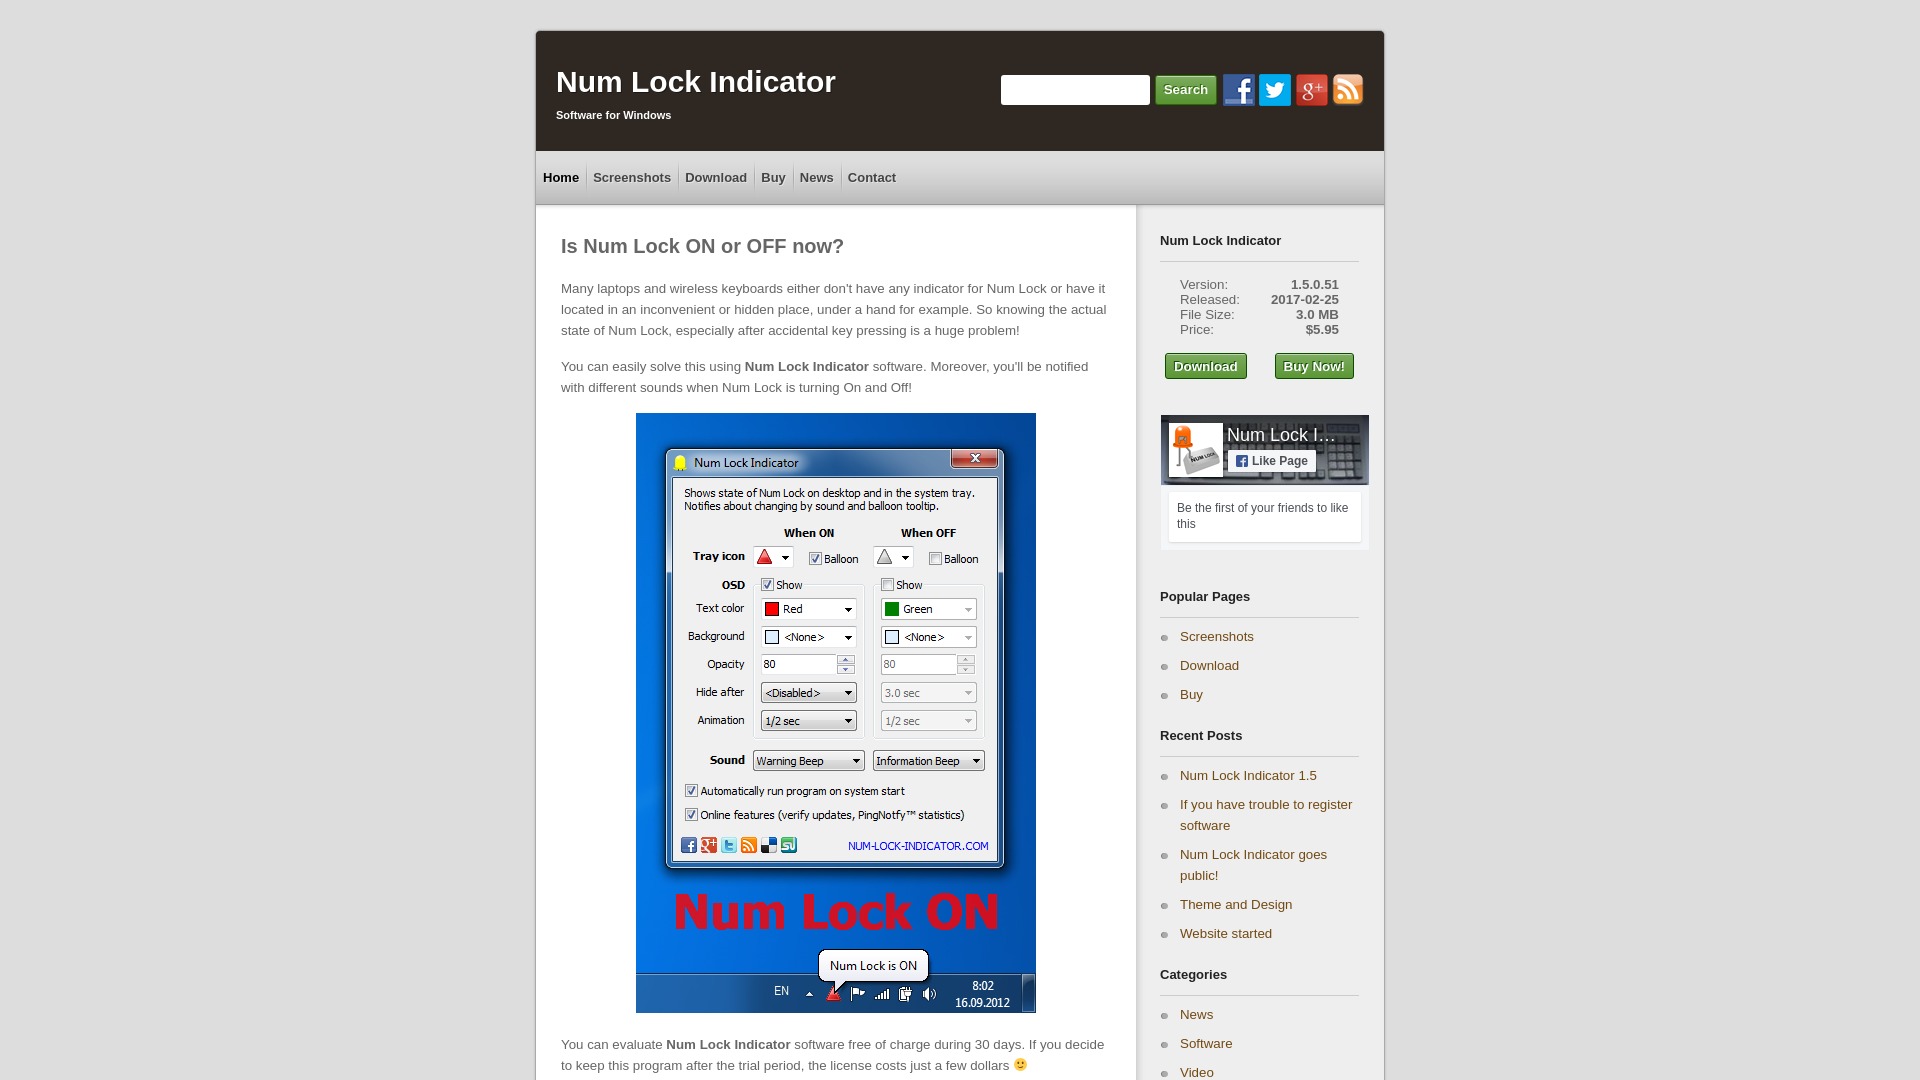 Num Lock Indicator
Software for Windows
Search
Home
Screenshots
Download
Buy
News
Contact
Is Num Lock ON or OFF now?
Many laptops and wireless keyboards either don't have any indicator for Num Lock or have it
located in an inconvenient or hidden place, under a hand for example. So knowing the actual
state of Num Lock, especially after accidental key pressing is a huge problem!
You can easily solve this using Num Lock Indicator software. Moreover, you'll be notified
with different sounds when Num Lock is turning On and Off!
Num Lock Indicator
Shows state of Num Lock on desktop and in the system tray.
Notifies about changing by sound and balloon tooltip.
When ON When OFF
Tray icon Balloon Balloon
OSD Show Show
Text color Red Green
Background <None> <None>
Opacity 80 80
Hide after <Disabled> 3.0 sec
Animation 1/2 sec 1/2 sec
Sound Warning Beep Information Beep
Automatically run program on system start
Online features (verify updates, PingNotfy™ statistics)
NUM-LOCK-INDICATOR.COM
Num Lock ON
Num Lock is ON
EN 8:02
16.09.2012
You can evaluate Num Lock Indicator software free of charge during 30 days. If you decide
to keep this program after the trial period, the license costs just a few dollars 🙂
Num Lock Indicator
Version: 1.5.0.51
Released: 2017-02-25
File Size: 3.0 MB
Price: $5.95
Download Buy Now!
Num Lock I…
Like Page
NUM LOCK
Be the first of your friends to like
this
Popular Pages
Screenshots
Download
Buy
Recent Posts
Num Lock Indicator 1.5
If you have trouble to register
software
Num Lock Indicator goes
public!
Theme and Design
Website started
Categories
News
Software
Video